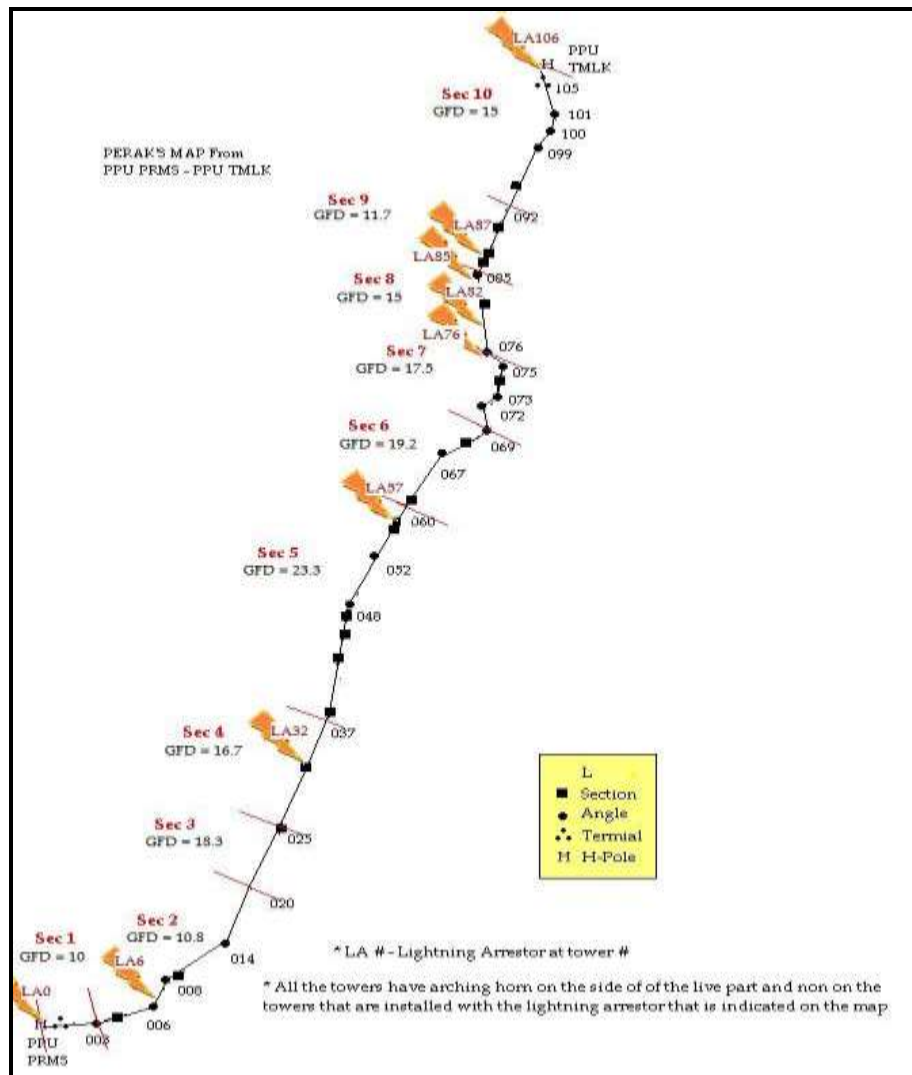 LA106
PPU
TMLK
H
105
Sec 10
GFD = 15
101
100
099
PERAK'S MAP From
PPU PRMS - PPU TMLK
Sec 9
GFD = 11.7
LA87
092
LA85
085
Sec 8
GFD = 15
LA82
LA76
076
Sec 7
GFD = 17.5
075
073
072
Sec 6
GFD = 19.2
069
067
LA57
060
Sec 5
GFD = 23.3
052
048
Sec 4
GFD = 16.7
LA32
037
L
Section
Angle
Termial
H H-Pole
Sec 3
GFD = 18.3
025
020
Sec 2
GFD = 10.8
014
Sec 1
GFD = 10
LA6
* LA # - Lightning Arrestor at tower #
008
* All the towers have arching horn on the side of of the live part and non on the
towers that are installed with the lightning arrestor that is indicated on the map
LA0
006
H
003
PPU
PRMS